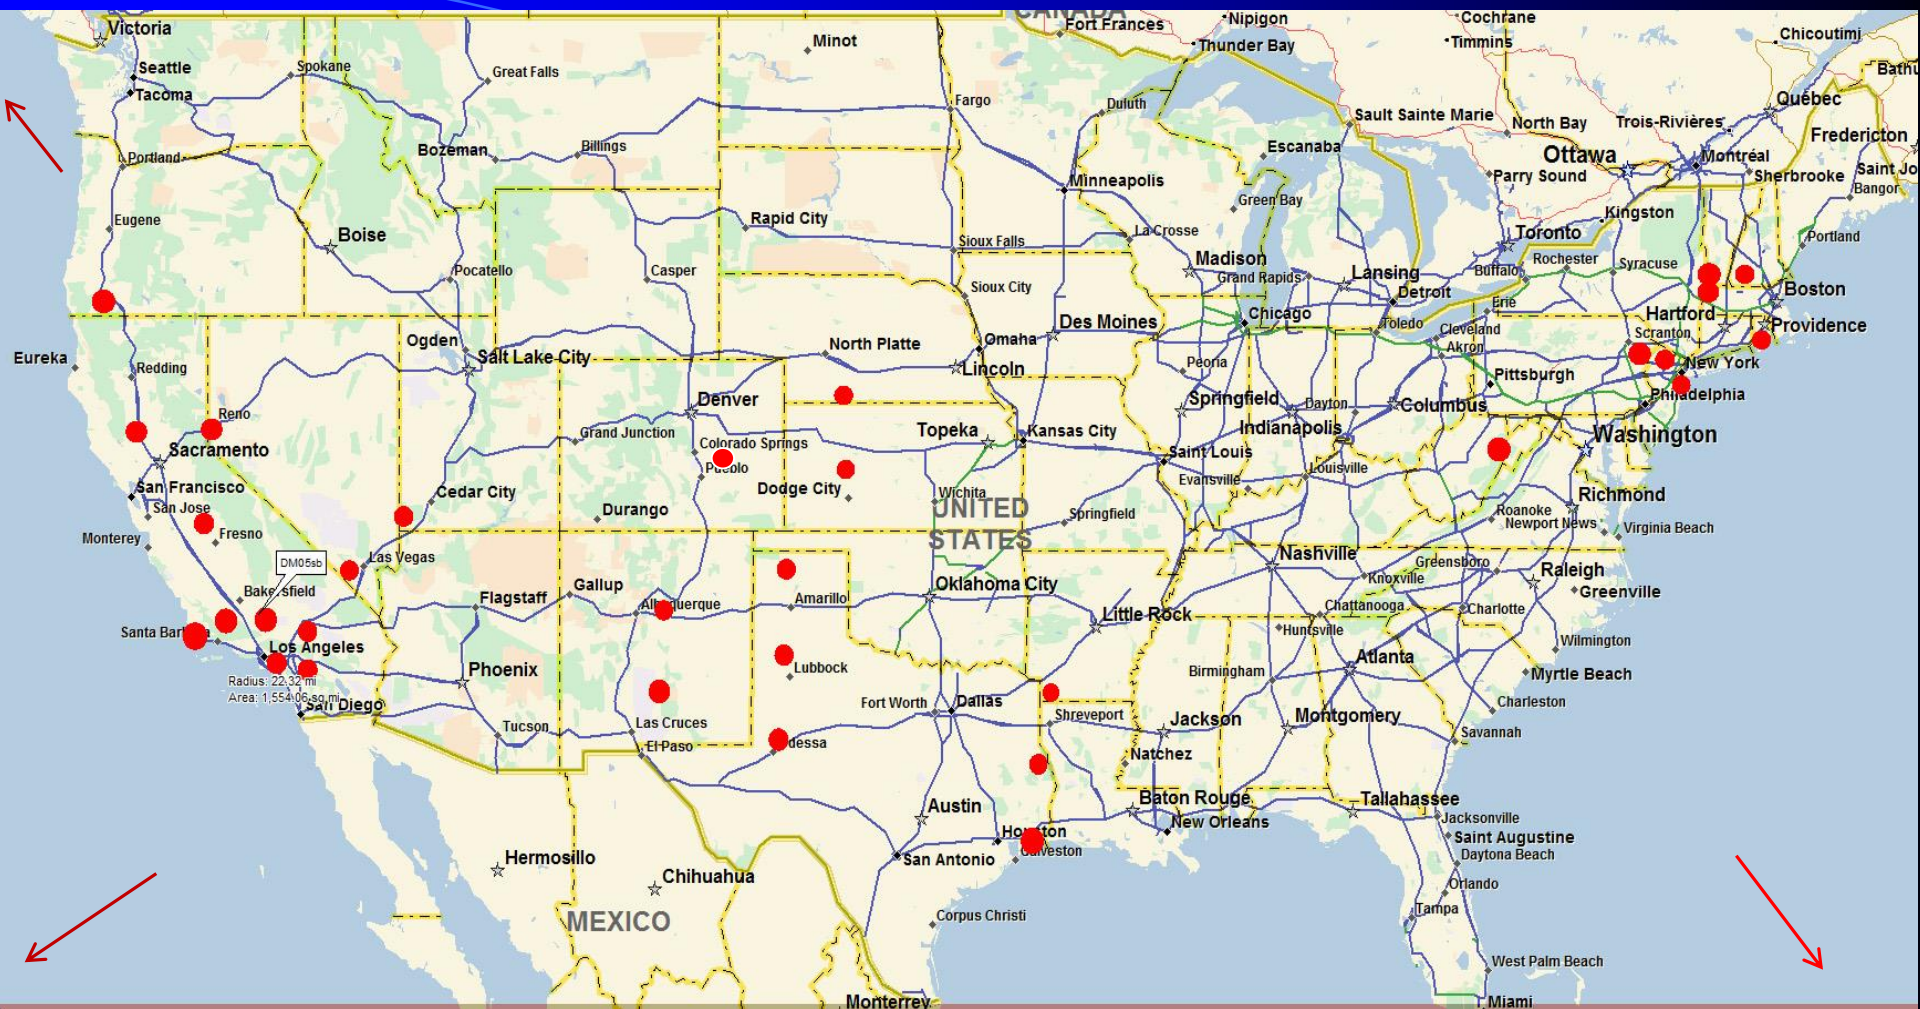 CANADA
Victoria
Fort Frances
Nipigon
Cochrane
Timmins
Chicoutimi
Minot
Thunder Bay
Seattle
Spokane
Great Falls
Bathu
Tacoma
Fargo
Duluth
Québec
Sault Sainte Marie
North Bay
Trois-Rivières
Fredericton
Portland
Bozeman
Billings
Escanaba
Ottawa
Montréal
Saint Jo
Minneapolis
Parry Sound
Sherbrooke
Bangor
Green Bay
Eugene
Rapid City
Kingston
Boise
La Crosse
Toronto
Portland
Sioux Falls
Madison
Rochester
Syracuse
Pocatello
Casper
Grand Rapids
Lansing
Buffalo
Sioux City
Detroit
Boston
Erie
Chicago
Hartford
Des Moines
Toledo
Cleveland
Scranton
Providence
Ogden
Omaha
Akron
Eureka
Salt Lake City
North Platte
Peoria
New York
Redding
Lincoln
Pittsburgh
Denver
Springfield
Dayton
Columbus
Philadelphia
Reno
Grand Junction
Colorado Springs
Topeka
Kansas City
Indianapolis
Washington
Sacramento
Pueblo
Saint Louis
Louisville
San Francisco
Cedar City
Dodge City
Wichita
Evansville
Richmond
San Jose
Durango
UNITED
STATES
Springfield
Roanoke
Newport News
Virginia Beach
Monterey
Fresno
Las Vegas
Nashville
Greensboro
Raleigh
DM05sb
Bakersfield
Gallup
Oklahoma City
Knoxville
Greenville
Flagstaff
Albuquerque
Amarillo
Little Rock
Chattanooga
Charlotte
Santa Barbara
Huntsville
Wilmington
Los Angeles
Phoenix
Lubbock
Birmingham
Atlanta
Myrtle Beach
Radius: 22.32 mi
Area: 1,554.06 sq mi
San Diego
Fort Worth
Dallas
Charleston
Tucson
Las Cruces
Shreveport
Jackson
Montgomery
Savannah
El Paso
Odessa
Natchez
Austin
Baton Rouge
Tallahassee
Jacksonville
Houston
New Orleans
Saint Augustine
Hermosillo
San Antonio
Galveston
Daytona Beach
Chihuahua
Orlando
MEXICO
Corpus Christi
Tampa
West Palm Beach
Monterrey
Miami